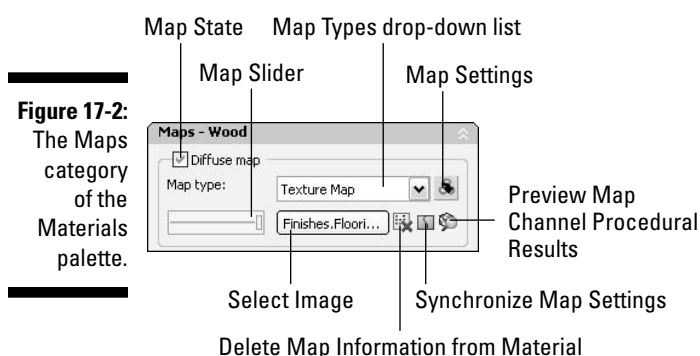 Map State
Map Types drop-down list
Map Slider
Map Settings
Figure 17-2:
The Maps
category
of the
Materials
palette.
Maps - Wood
Diffuse map
Map type:
Texture Map
Finishes.Floori...
Preview Map
Channel Procedural
Results
Select Image
Synchronize Map Settings
Delete Map Information from Material